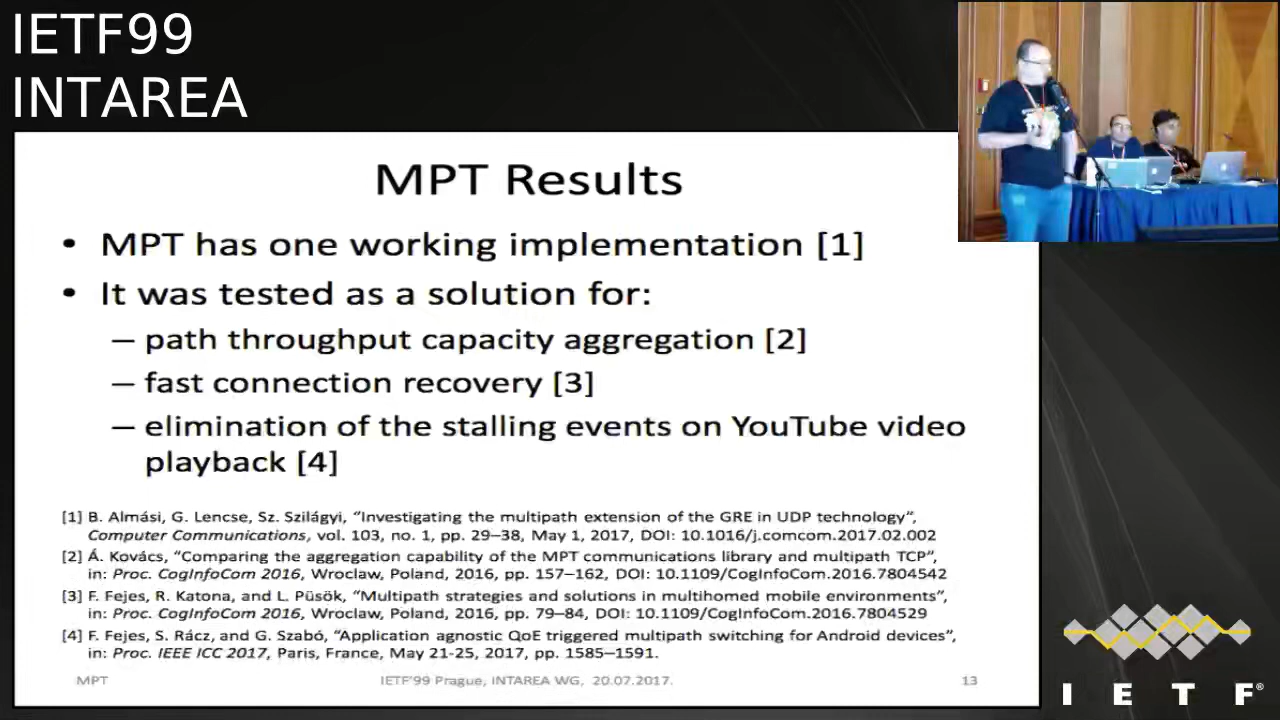 IETF99
INTAREA
MPT Results
• MPT has one working implementation [1]
• It was tested as a solution for:
– path throughput capacity aggregation [2]
– fast connection recovery [3]
– elimination of the stalling events on YouTube video
playback [4]
[1] B. Almási, G. Lencse, Sz. Szilágyi, “Investigating the multipath extension of the GRE in UDP technology”,
Computer Communications, vol. 103, no. 1, pp. 29–38, May 1, 2017, DOI: 10.1016/j.comcom.2017.02.002
[2] Á. Kovács, “Comparing the aggregation capability of the MPT communications library and multipath TCP”,
in: Proc. CogInfoCom 2016, Wroclaw, Poland, 2016, pp. 157–162, DOI: 10.1109/CogInfoCom.2016.7804542
[3] F. Fejes, R. Katona, and L. Püsök, “Multipath strategies and solutions in multihomed mobile environments”,
in: Proc. CogInfoCom 2016, Wroclaw, Poland, 2016, pp. 79–84, DOI: 10.1109/CogInfoCom.2016.7804529
[4] F. Fejes, S. Rácz, and G. Szabó, “Application agnostic QoE triggered multipath switching for Android devices”,
in: Proc. IEEE ICC 2017, Paris, France, May 21-25, 2017, pp. 1585–1591.
MPT IETF'99 Prague, INTAREA WG, 20.07.2017. 13
I E T F®